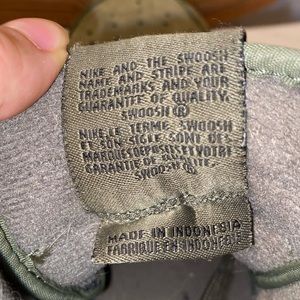 NIKE AND THE SWOOSH
NAME AND STRIPE ARE
TRADEMARKS AND YOUR
GUARANTEE OF QUALITY.
SWOOSH®
NIKE,LE TERME SWOOSH
ET SON SIGLE SONT DES
MARQUES DEPOSEES ET VOTRE
GARANTIE DE QUALITE,
SWOOSH®
MADE IN INDONESIA
FABRIQUE EN INDONESIE